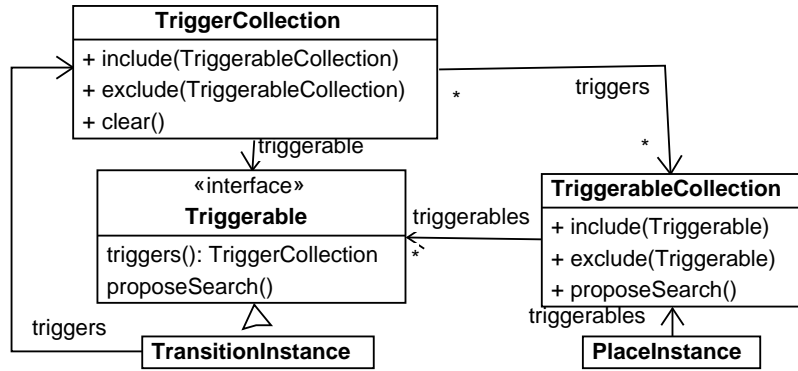 TriggerCollection
+ include(TriggerableCollection)
+ exclude(TriggerableCollection)
+ clear()
*
triggers
*
triggerable
«interface»
Triggerable
triggers(): TriggerCollection
proposeSearch()
triggerables
*
TriggerableCollection
+ include(Triggerable)
+ exclude(Triggerable)
+ proposeSearch()
triggers
triggerables
TransitionInstance
PlaceInstance